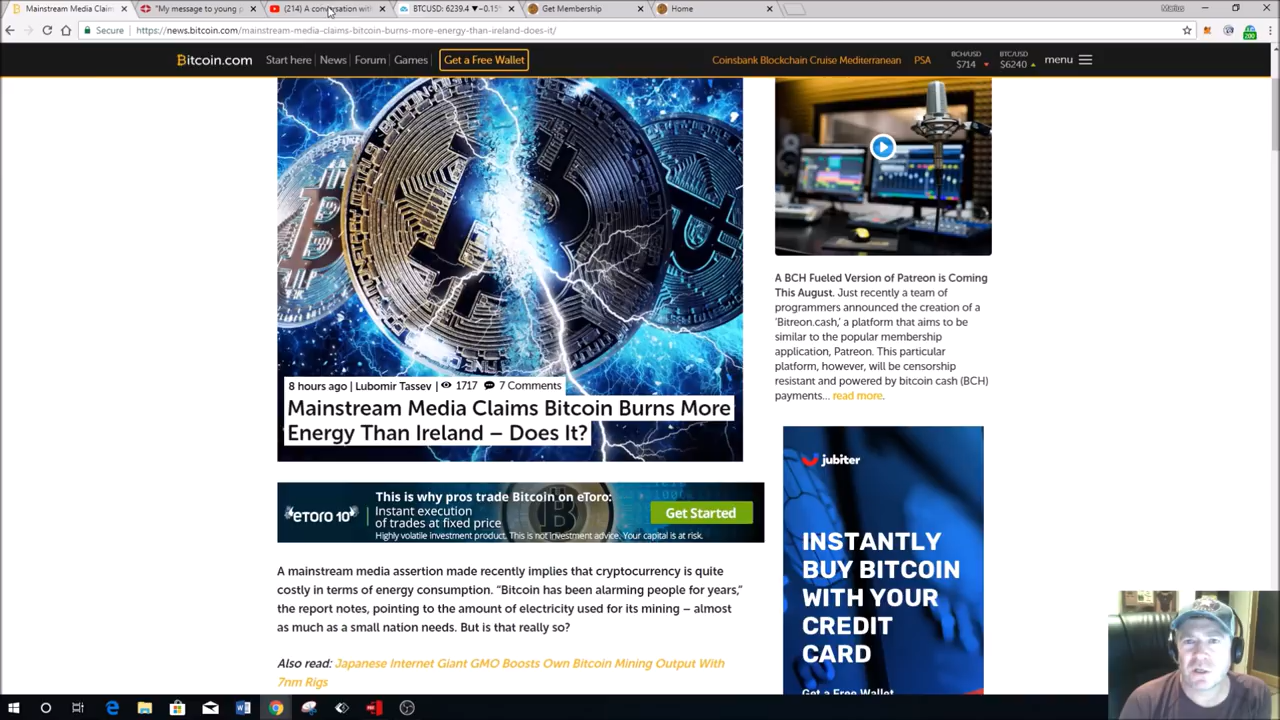 Mainstream Media Claim
"My message to young p
(214) A conversation with
BTCUSD: 6239.4 ▼−0.15
Get Membership
Home
Marius
Secure
https://news.bitcoin.com/mainstream-media-claims-bitcoin-burns-more-energy-than-ireland-does-it/
200
Bitcoin.com
Start here
News
Forum
Games
Get a Free Wallet
Coinsbank Blockchain Cruise Mediterranean
PSA
BCH/USD
$714
BTC/USD
$6240
menu
8 hours ago | Lubomir Tassev | 1717 7 Comments
Mainstream Media Claims Bitcoin Burns More
Energy Than Ireland – Does It?
eToro 10
This is why pros trade Bitcoin on eToro:
Instant execution
of trades at fixed price
Highly volatile investment product. This is not investment advice. Your capital is at risk.
Get Started
A mainstream media assertion made recently implies that cryptocurrency is quite
costly in terms of energy consumption. "Bitcoin has been alarming people for years,"
the report notes, pointing to the amount of electricity used for its mining – almost
as much as a small nation needs. But is that really so?
Also read: Japanese Internet Giant GMO Boosts Own Bitcoin Mining Output With
7nm Rigs
A BCH Fueled Version of Patreon is Coming
This August. Just recently a team of
programmers announced the creation of a
'Bitreon.cash,' a platform that aims to be
similar to the popular membership
application, Patreon. This particular
platform, however, will be censorship
resistant and powered by bitcoin cash (BCH)
payments... read more.
jubiter
INSTANTLY
BUY BITCOIN
WITH YOUR
CREDIT
CARD
Get a Free Wallet